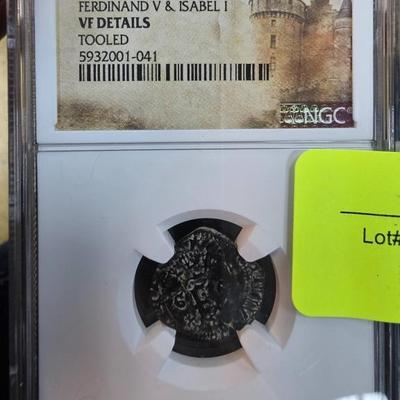 FERDINAND V & ISABEL I
VF DETAILS
TOOLED
5932001-041
NGC
Lot#